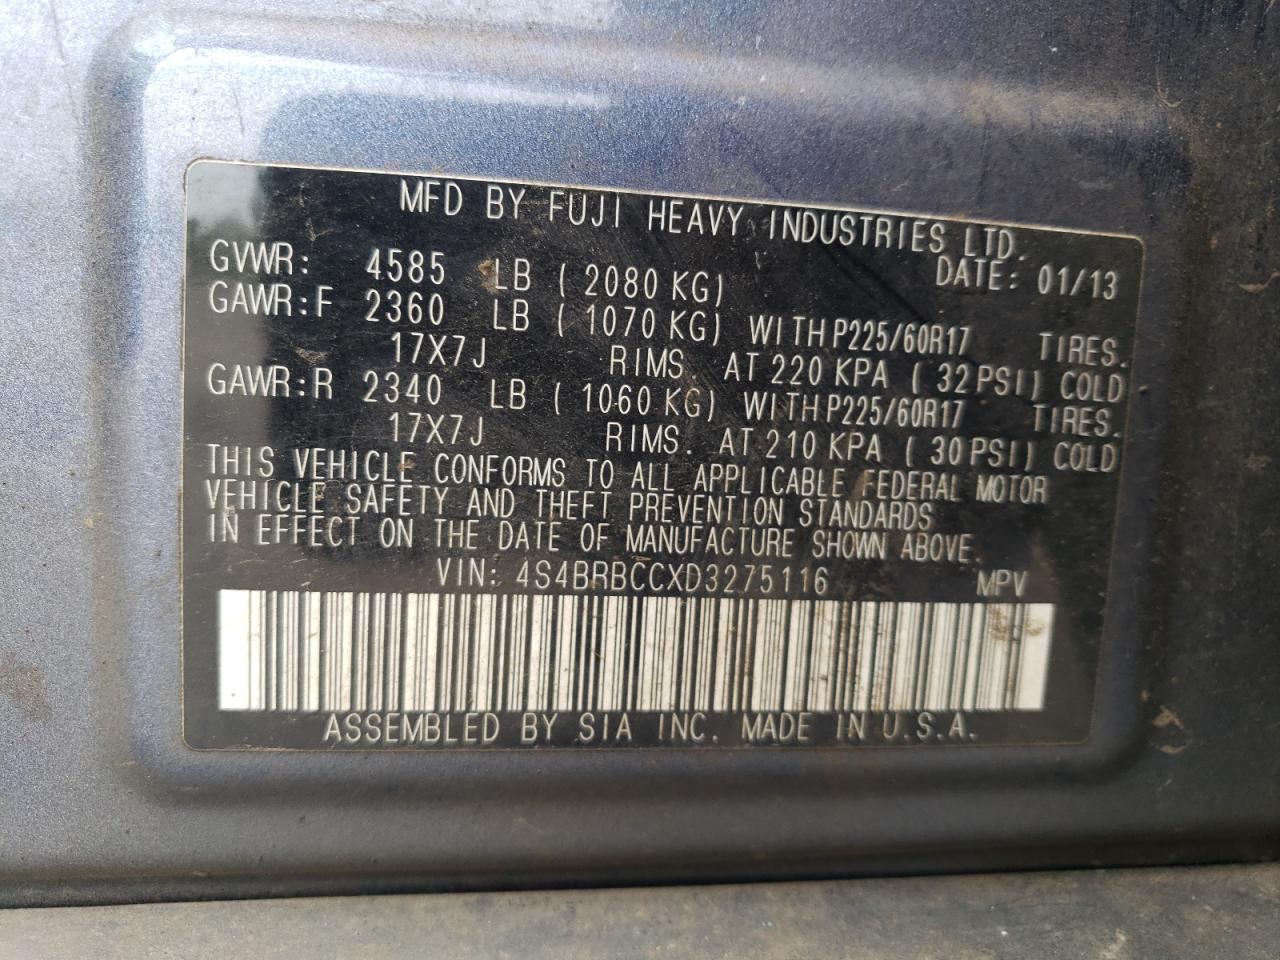 MFD BY FUJI HEAVY INDUSTRIES LTD.
DATE: 01/13
GVWR: 4585 LB ( 2080 KG)
GAWR:F 2360 LB ( 1070 KG) WITH P225/60R17 TIRES.
17X7J RIMS. AT 220 KPA ( 32 PSI) COLD
GAWR:R 2340 LB ( 1060 KG) WITH P225/60R17 TIRES.
17X7J RIMS. AT 210 KPA ( 30 PSI) COLD
THIS VEHICLE CONFORMS TO ALL APPLICABLE FEDERAL MOTOR
VEHICLE SAFETY AND THEFT PREVENTION STANDARDS
IN EFFECT ON THE DATE OF MANUFACTURE SHOWN ABOVE.
VIN: 4S4BRBCCXD3275116 MPV
ASSEMBLED BY SIA INC. MADE IN U.S.A.